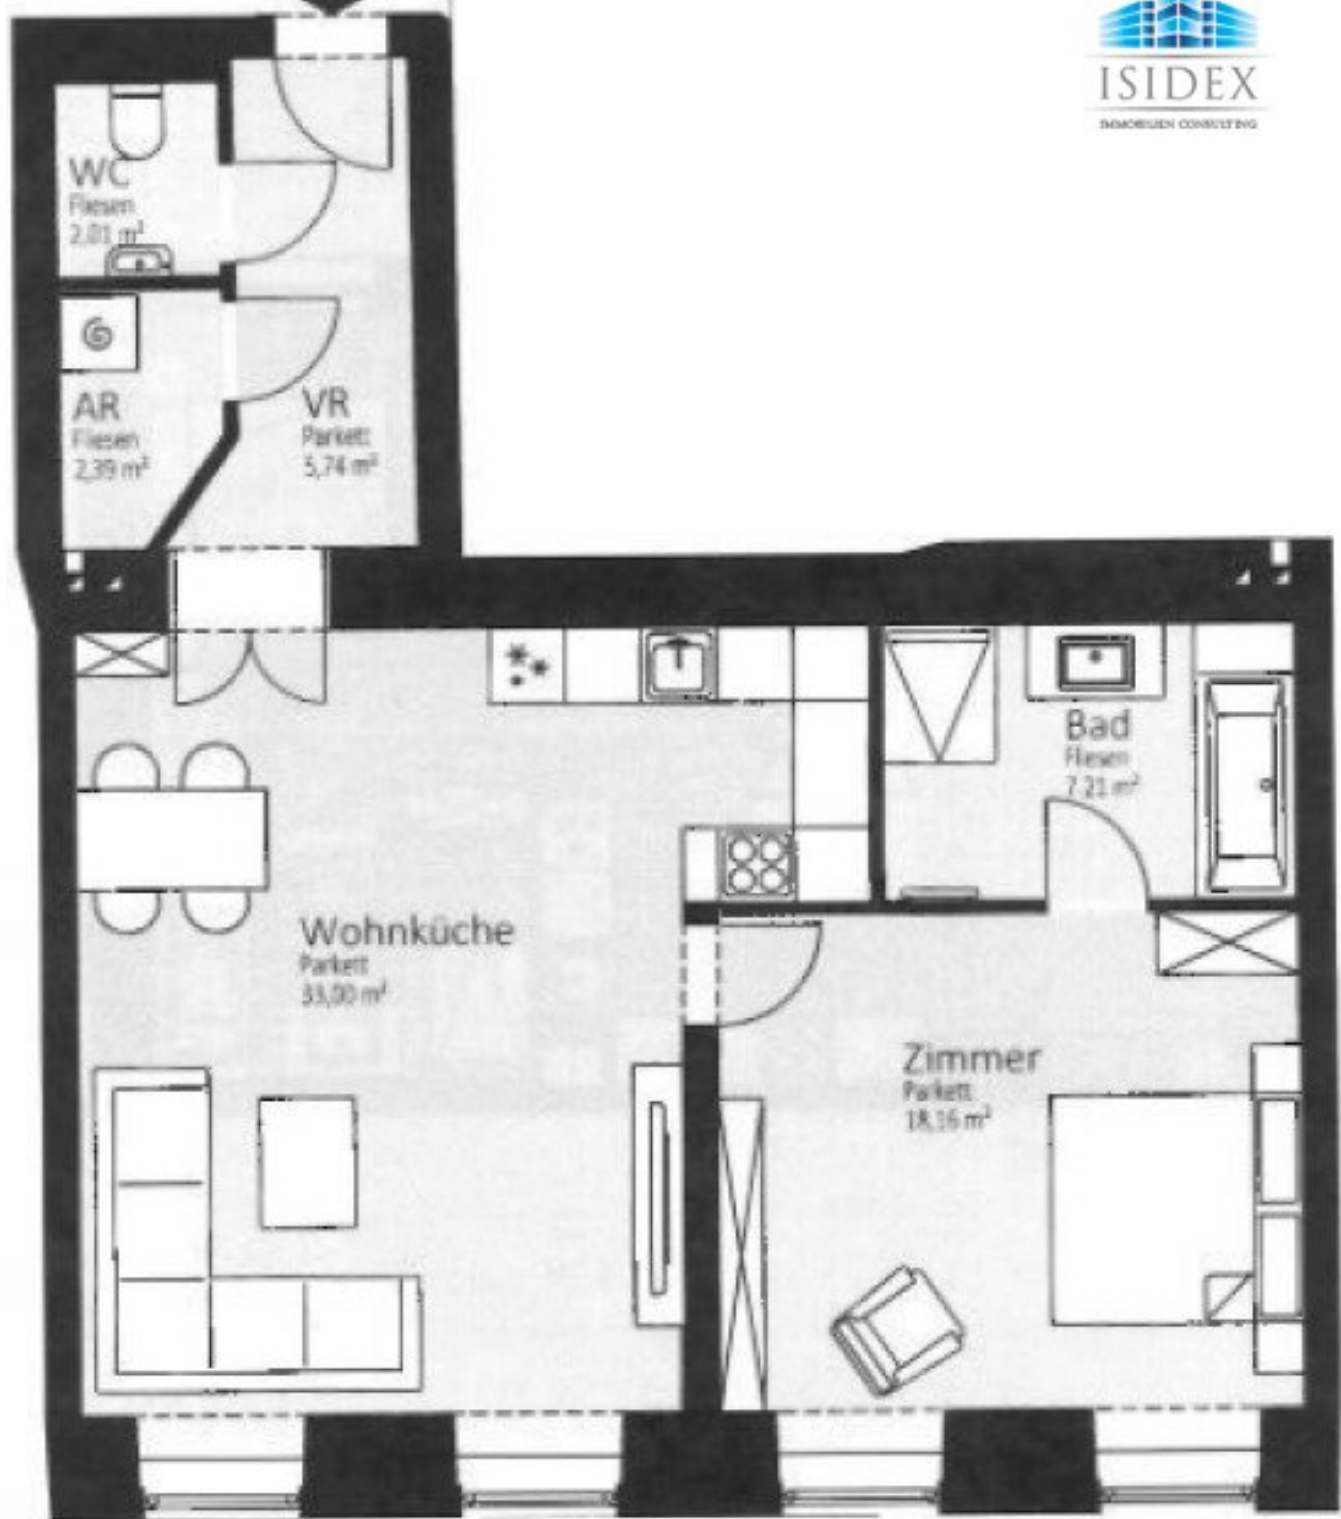 ISIDEX
IMMOBILIEN CONSULTING
WC
Fliesen
2,01 m²
AR
Fliesen
2,39 m²
VR
Parkett
5,74 m²
Bad
Fliesen
7,21 m²
Wohnküche
Parkett
33,00 m²
Zimmer
Parkett
18,16 m²